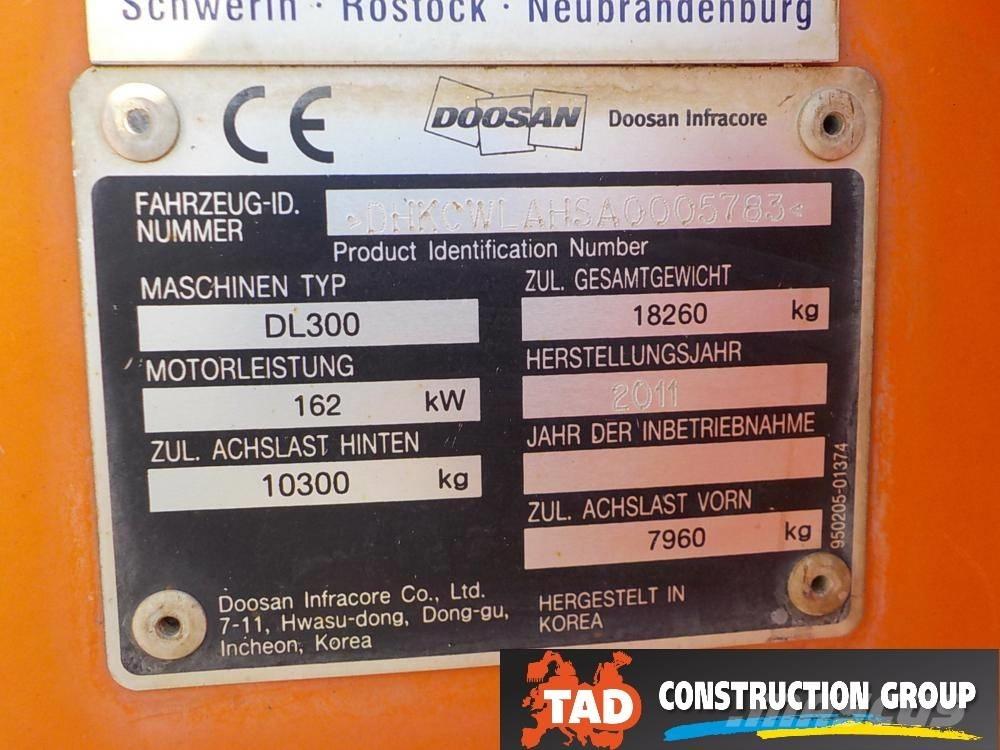 Schwerin · Rostock · Neubrandenburg
CE DOOSAN Doosan Infracore
FAHRZEUG-ID.
NUMMER
>DHKCWLAHSA0005783<
Product Identification Number
MASCHINEN TYP
DL300
MOTORLEISTUNG
162 kW
ZUL. ACHSLAST HINTEN
10300 kg
ZUL. GESAMTGEWICHT
18260 kg
HERSTELLUNGSJAHR
2011
JAHR DER INBETRIEBNAHME
ZUL. ACHSLAST VORN
7960 kg
950205-01374
Doosan Infracore Co., Ltd.
7-11, Hwasu-dong, Dong-gu,
Incheon, Korea
HERGESTELT IN
KOREA
TAD CONSTRUCTION GROUP
mascus